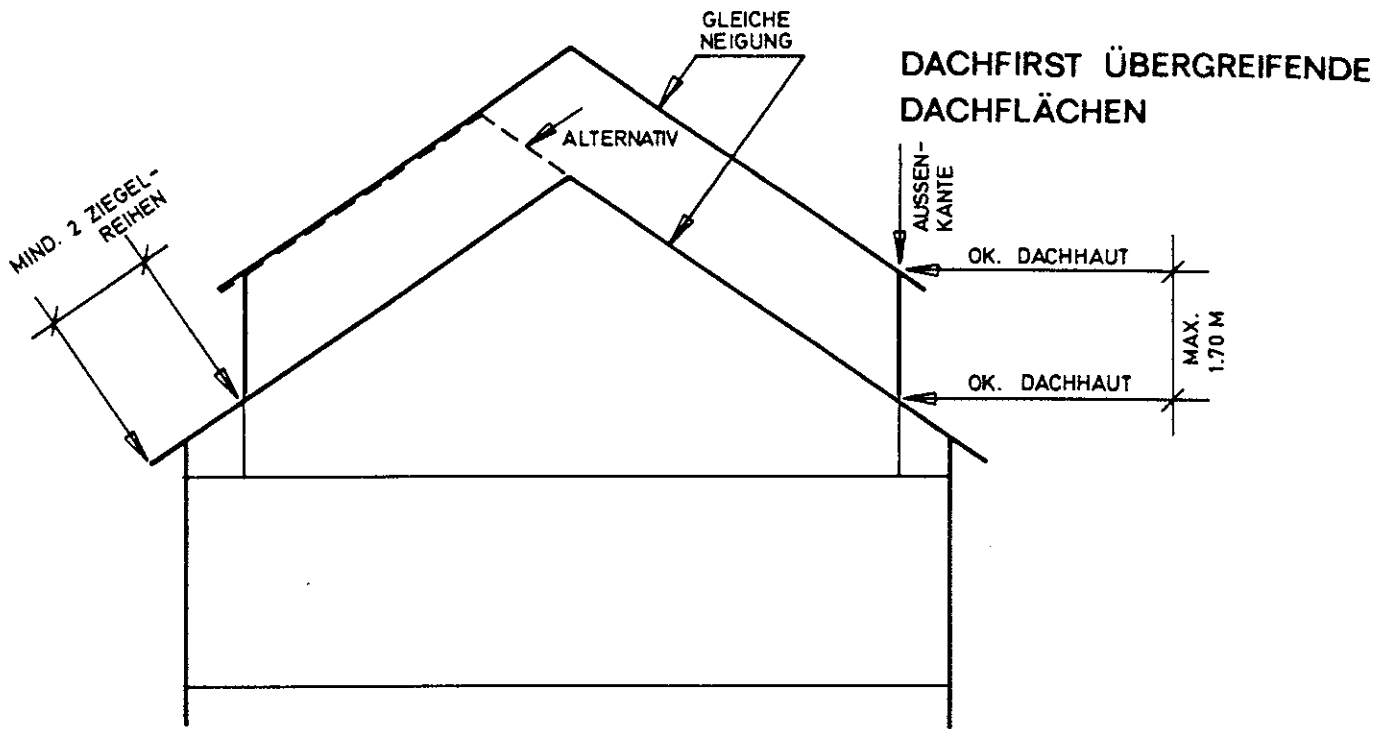 GLEICHE
NEIGUNG
DACHFIRST ÜBERGREIFENDE
DACHFLÄCHEN
ALTERNATIV
AUSSEN-
KANTE
MIND. 2 ZIEGEL-
REIHEN
OK. DACHHAUT
MAX.
1.70 M
OK. DACHHAUT